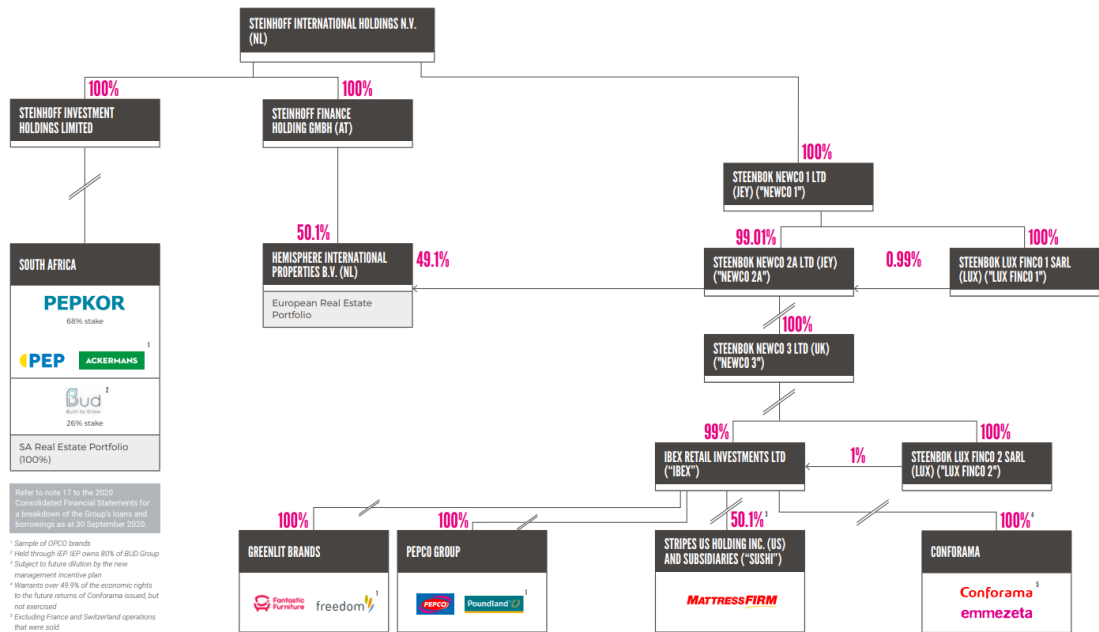 STEINHOFF INTERNATIONAL HOLDINGS N.V.
(NL)
100%
100%
STEINHOFF INVESTMENT
HOLDINGS LIMITED
STEINHOFF FINANCE
HOLDING GMBH (AT)
100%
STEENBOK NEWCO 1 LTD
(JEY) ("NEWCO 1")
50.1%
49.1%
99.01%
0.99%
100%
SOUTH AFRICA
PEPKOR
68% stake
PEP
ACKERMANS
1
Bud
Built-to-Grow
2
26% stake
SA Real Estate Portfolio
(100%)
HEMISPHERE INTERNATIONAL
PROPERTIES B.V. (NL)
European Real Estate
Portfolio
STEENBOK NEWCO 2A LTD (JEY)
("NEWCO 2A")
STEENBOK LUX FINCO 1 SARL
(LUX) ("LUX FINCO 1")
100%
STEENBOK NEWCO 3 LTD (UK)
("NEWCO 3")
99%
1%
100%
IBEX RETAIL INVESTMENTS LTD
("IBEX")
STEENBOK LUX FINCO 2 SARL
(LUX) ("LUX FINCO 2")
Refer to note 17 to the 2020
Consolidated Financial Statements for
a breakdown of the Group's loans and
borrowings as at 30 September 2020.
1 Sample of OPCO brands
2 Held through IEP. IEP owns 80% of BUD Group
3 Subject to future dilution by the new
management incentive plan
4 Warrants over 49.9% of the economic rights
to the future returns of Conforama issued, but
not exercised
5 Excluding France and Switzerland operations
that were sold
100%
100%
50.1% 3
100% 4
GREENLIT BRANDS
Fantastic
Furniture
freedom
1
PEPCO GROUP
PEPCO
Poundland
1
STRIPES US HOLDING INC. (US)
AND SUBSIDIARIES ("SUSHI")
MATTRESSFIRM
CONFORAMA
Conforama
5
emmezeta